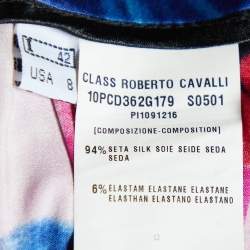 42
USA 8
CLASS ROBERTO CAVALLI
10PCD362G179 S0501
PI1091216
[COMPOSIZIONE-COMPOSITION]
94% SETA SILK SOIE SEIDE SEDA
SEDA
6% ELASTAM ELASTANE ELASTANE
ELASTHAN ELASTANO ELASTANO